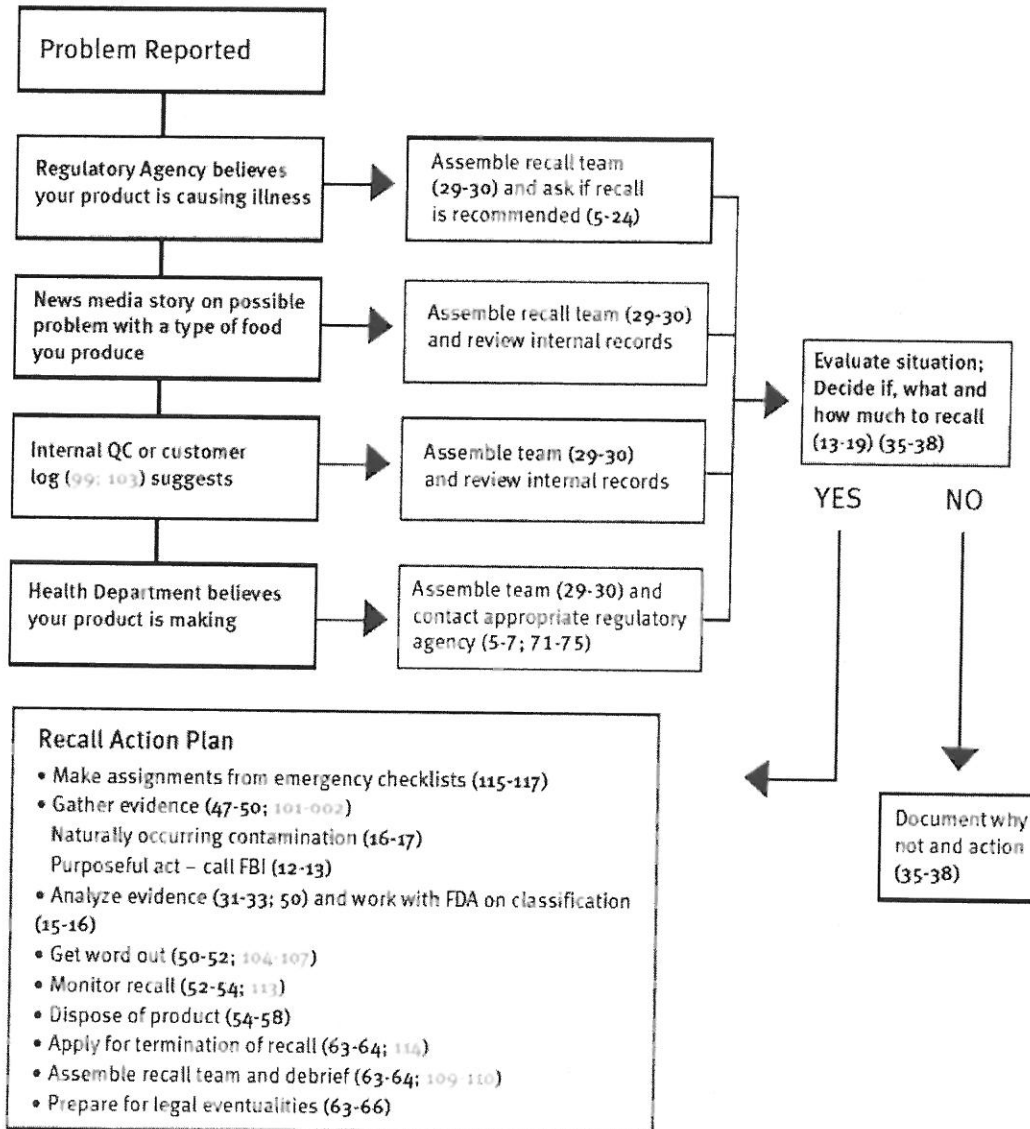 Problem Reported
Regulatory Agency believes
your product is causing illness
Assemble recall team
(29-30) and ask if recall
is recommended (5-24)
News media story on possible
problem with a type of food
you produce
Assemble recall team (29-30)
and review internal records
Internal QC or customer
log (99; 103) suggests
Assemble team (29-30)
and review internal records
Health Department believes
your product is making
Assemble team (29-30) and
contact appropriate regulatory
agency (5-7; 71-75)
Evaluate situation;
Decide if, what and
how much to recall
(13-19) (35-38)
YES
NO
Document why
not and action
(35-38)
Recall Action Plan
• Make assignments from emergency checklists (115-117)
• Gather evidence (47-50; 101-002)
Naturally occurring contamination (16-17)
Purposeful act – call FBI (12-13)
• Analyze evidence (31-33; 50) and work with FDA on classification
(15-16)
• Get word out (50-52; 104-107)
• Monitor recall (52-54; 113)
• Dispose of product (54-58)
• Apply for termination of recall (63-64; 114)
• Assemble recall team and debrief (63-64; 109-110)
• Prepare for legal eventualities (63-66)